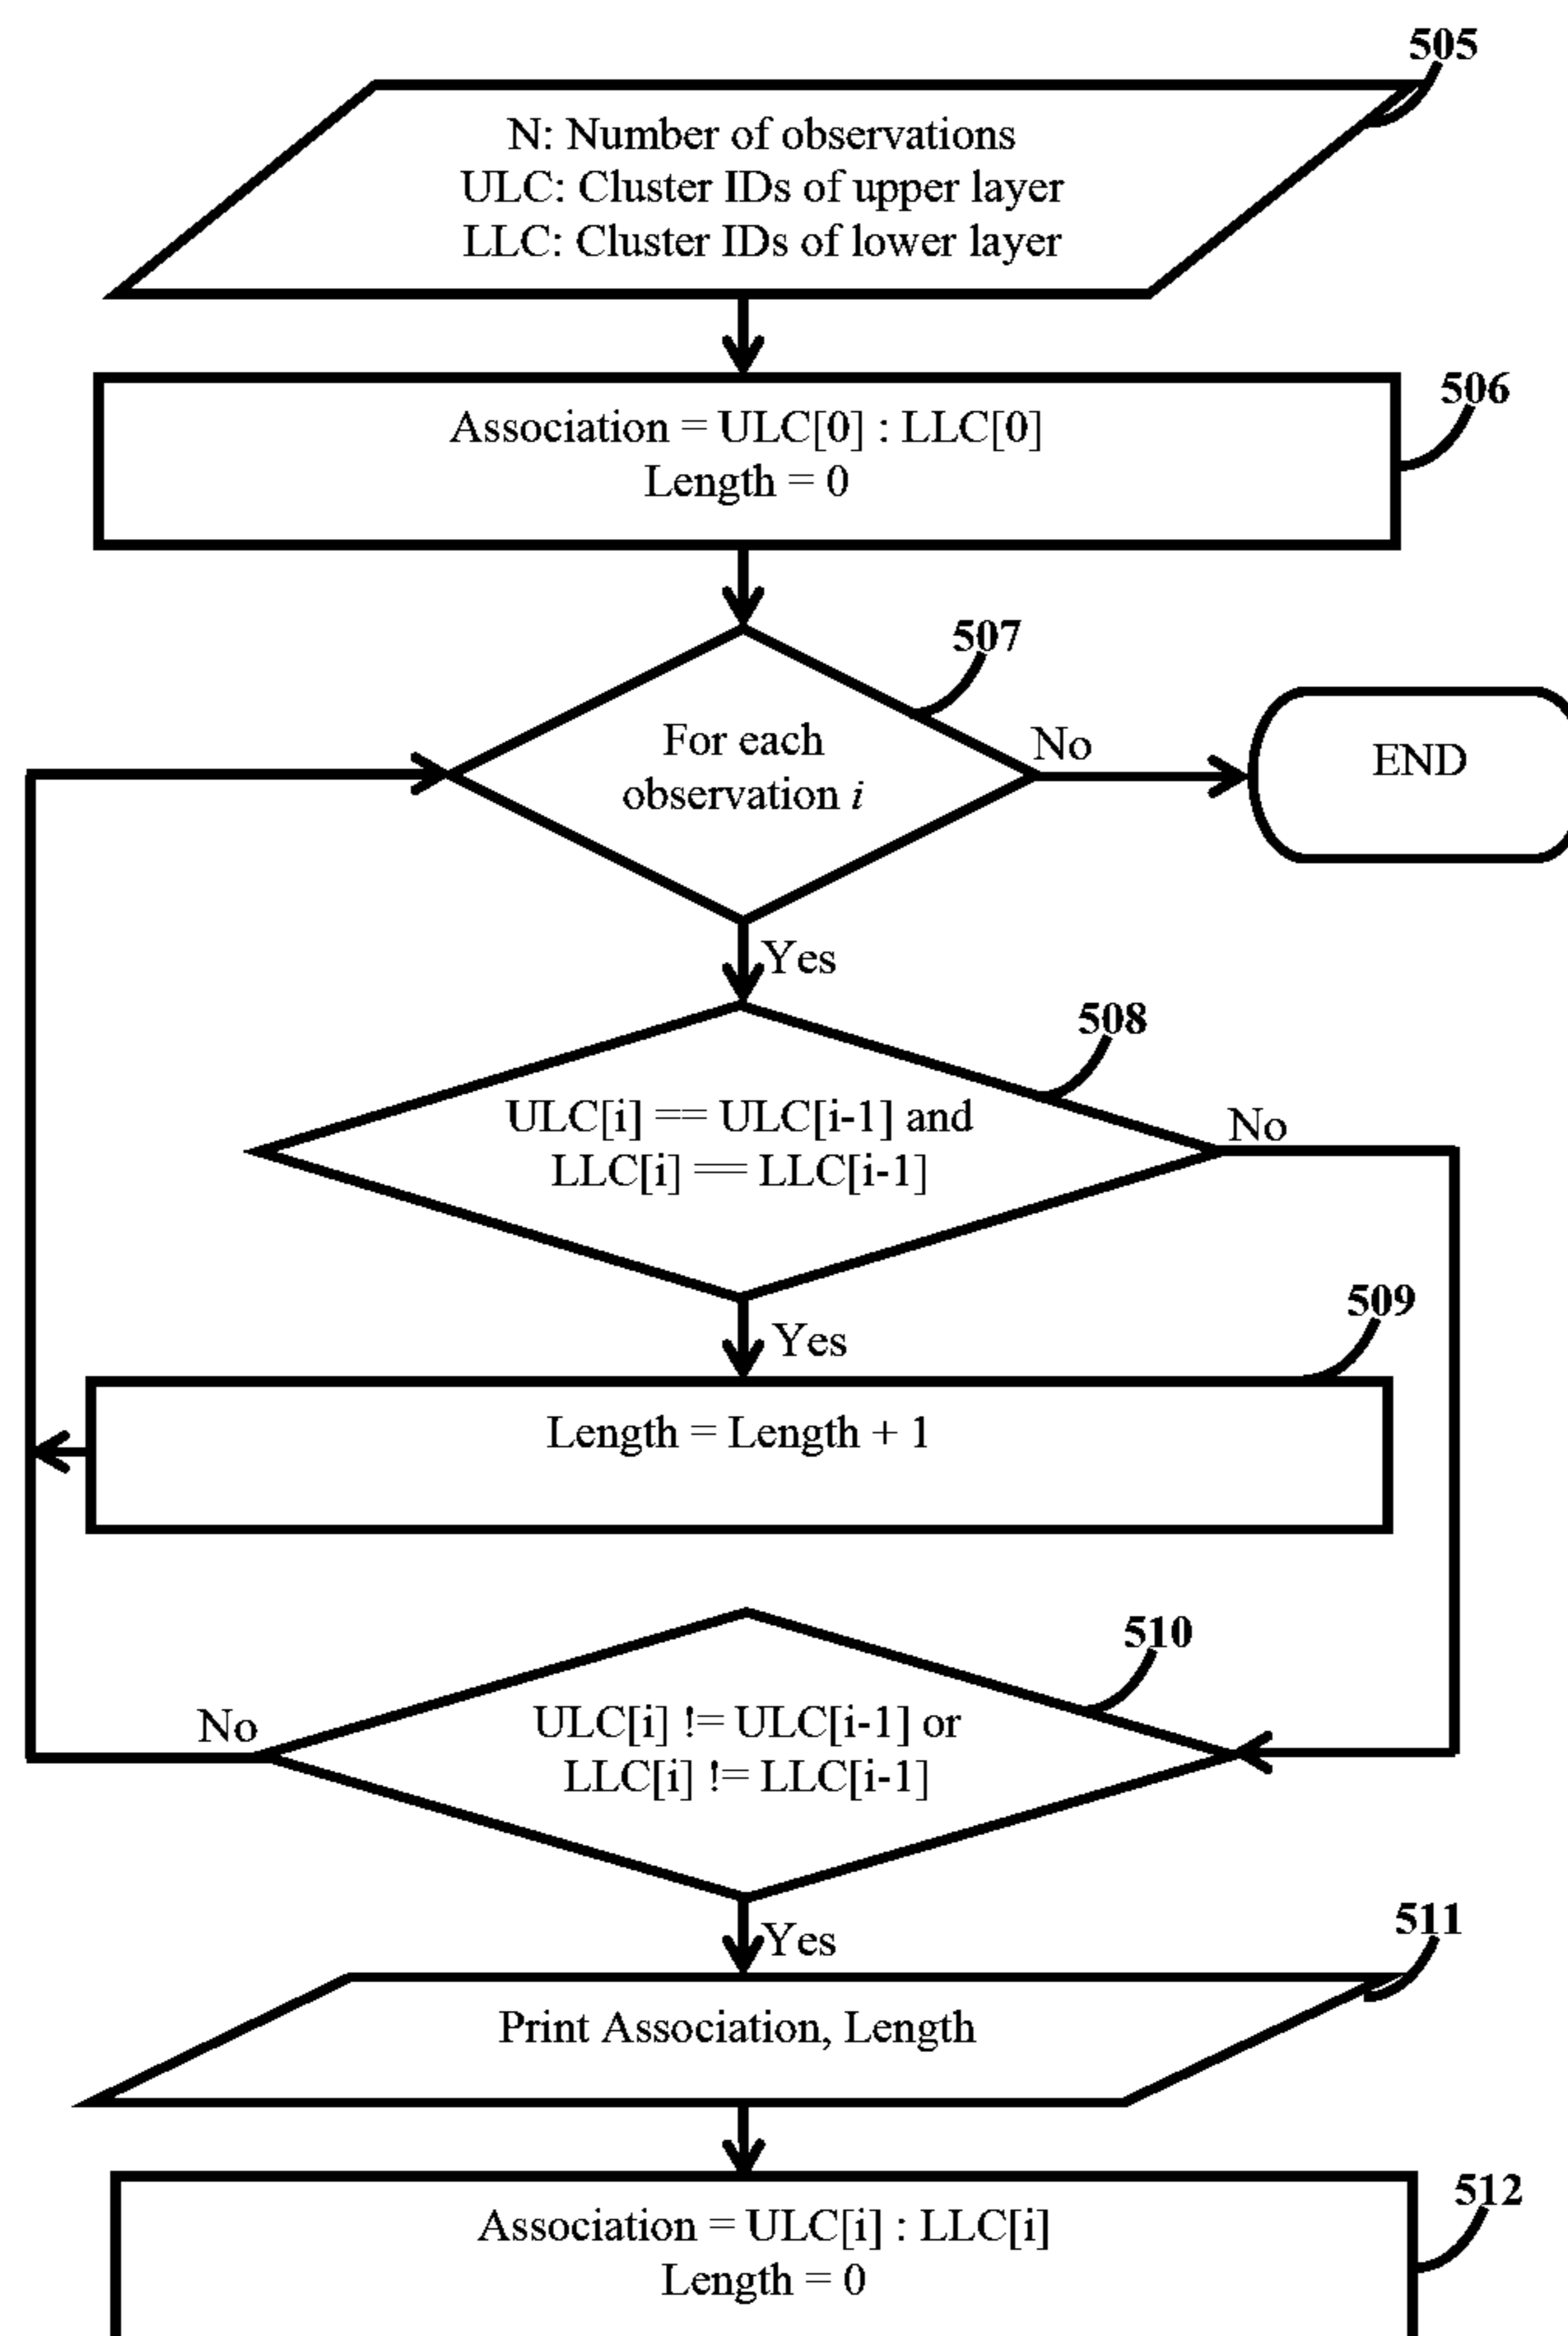 505
N: Number of observations
ULC: Cluster IDs of upper layer
LLC: Cluster IDs of lower layer
506
Association = ULC[0] : LLC[0]
Length = 0
507
For each
observation i
No
END
Yes
508
ULC[i] == ULC[i-1] and
LLC[i] == LLC[i-1]
No
509
Yes
Length = Length + 1
510
ULC[i] != ULC[i-1] or
LLC[i] != LLC[i-1]
No
Yes
511
Print Association, Length
512
Association = ULC[i] : LLC[i]
Length = 0